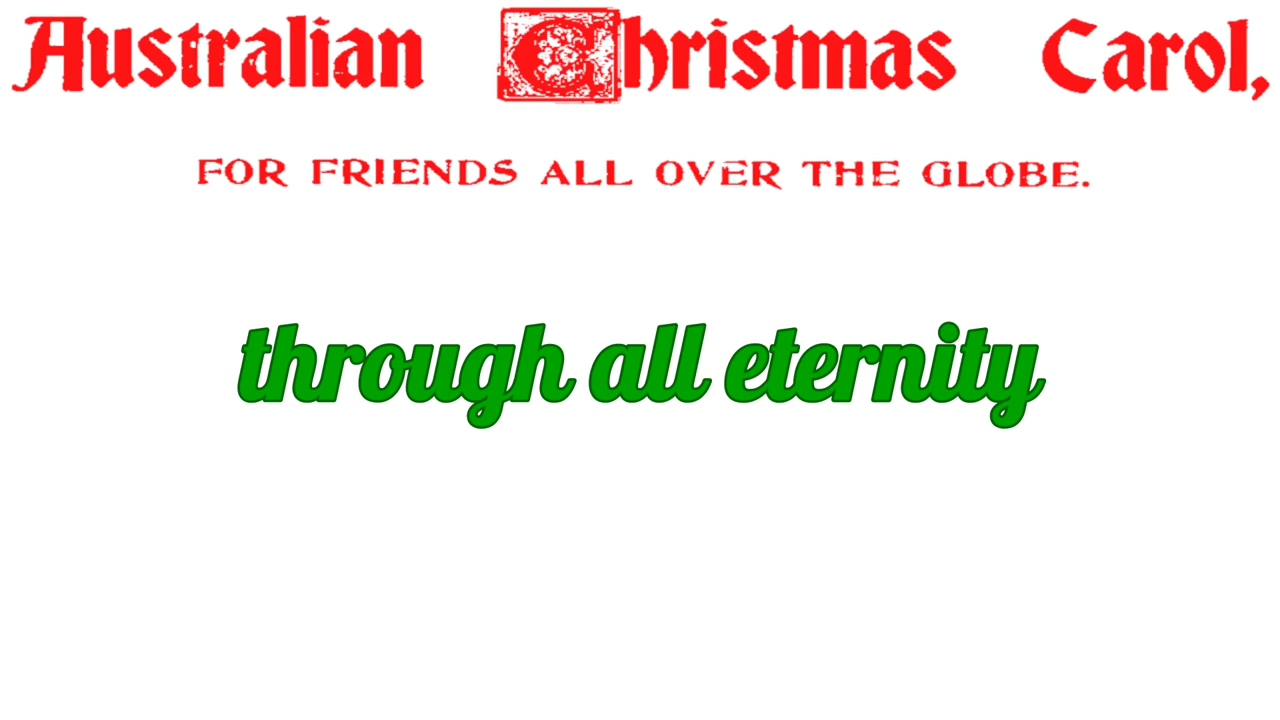 Australian Christmas Carol,
FOR FRIENDS ALL OVER THE GLOBE.
through all eternity